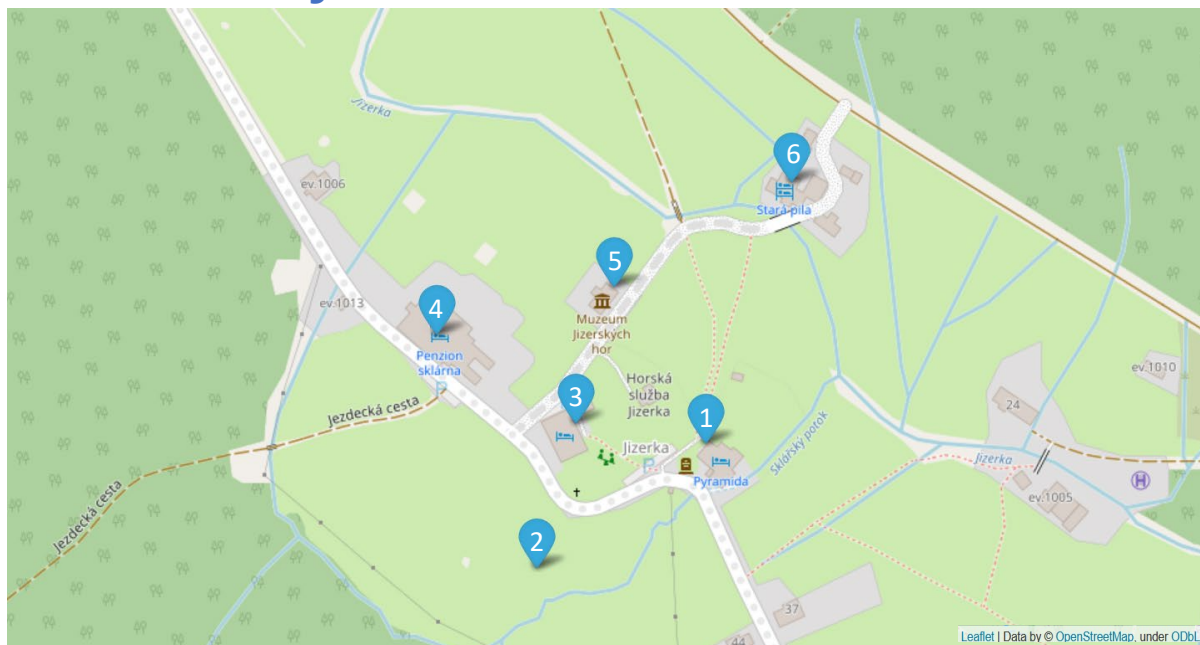 Jizerka
6
ev.1006
Stará pila
5
ev.1013
4
Muzeum
Jizerských
hor
Penzion
sklárna
P
ev.1010
3
Horská
služba
Jizerka
24
Jezdecká cesta
1
Jizerka
P
Pyramida
Sklářský potok
Jizerka
H
ev.1005
Jezdecká cesta
2
37
44
Leaflet | Data by © OpenStreetMap, under ODbL